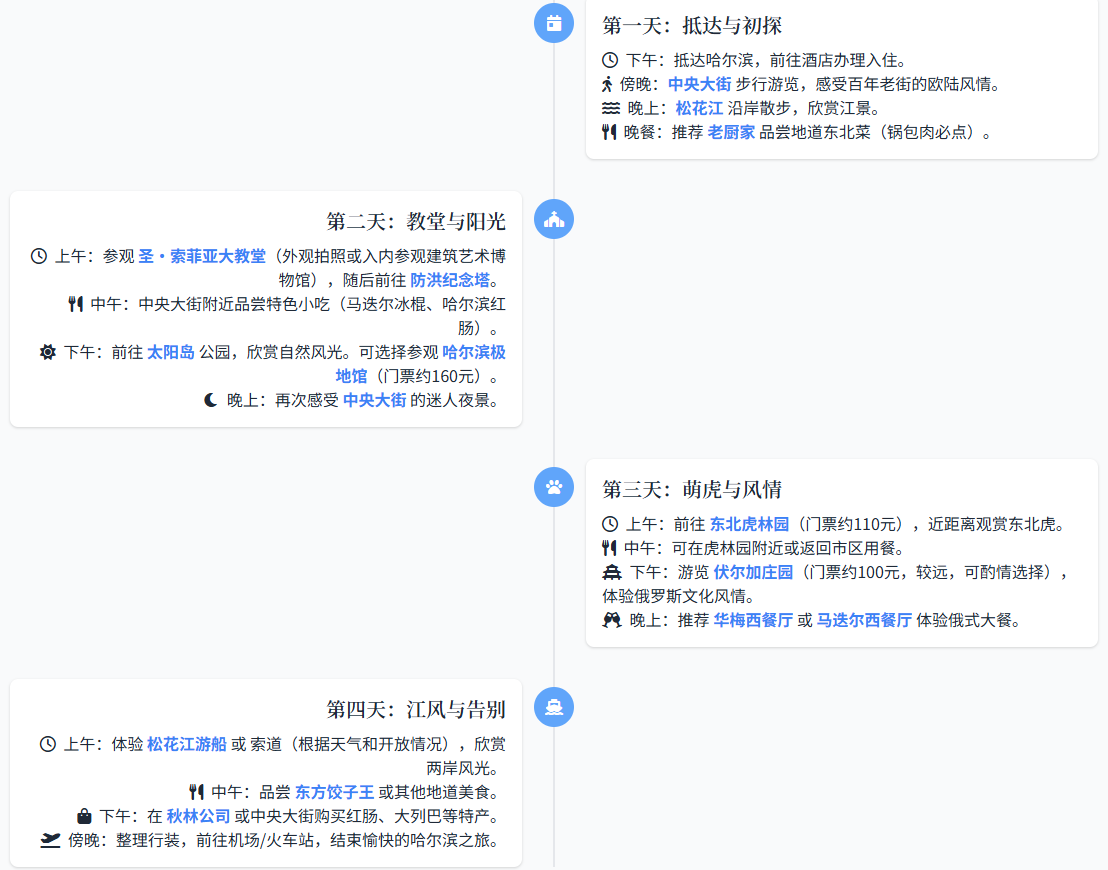 第一天：抵达与初探
下午：抵达哈尔滨，前往酒店办理入住。
傍晚：中央大街 步行游览，感受百年老街的欧陆风情。
晚上：松花江 沿岸散步，欣赏江景。
晚餐：推荐 老厨家 品尝地道东北菜（锅包肉必点）。
第二天：教堂与阳光
上午：参观 圣·索菲亚大教堂（外观拍照或入内参观建筑艺术博
物馆），随后前往 防洪纪念塔。
中午：中央大街附近品尝特色小吃（马迭尔冰棍、哈尔滨红
肠）。
下午：前往 太阳岛 公园，欣赏自然风光。可选择参观 哈尔滨极
地馆（门票约160元）。
晚上：再次感受 中央大街 的迷人夜景。
第三天：萌虎与风情
上午：前往 东北虎林园（门票约110元），近距离观赏东北虎。
中午：可在虎林园附近或返回市区用餐。
下午：游览 伏尔加庄园（门票约100元，较远，可酌情选择），
体验俄罗斯文化风情。
晚上：推荐 华梅西餐厅 或 马迭尔西餐厅 体验俄式大餐。
第四天：江风与告别
上午：体验 松花江游船 或 索道（根据天气和开放情况），欣赏
两岸风光。
中午：品尝 东方饺子王 或其他地道美食。
下午：在 秋林公司 或中央大街购买红肠、大列巴等特产。
傍晚：整理行装，前往机场/火车站，结束愉快的哈尔滨之旅。